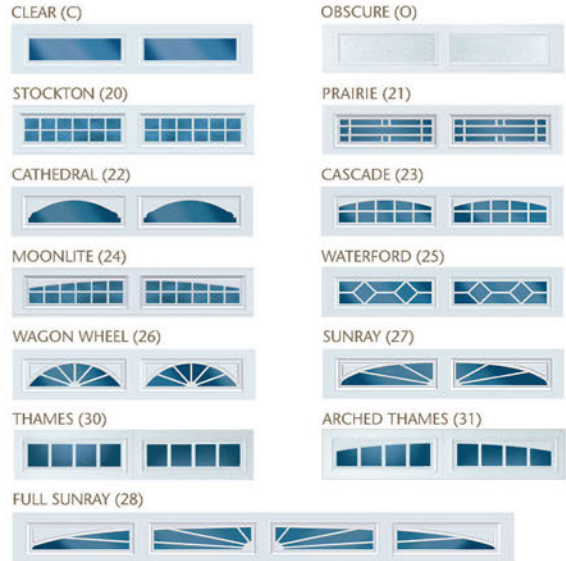 CLEAR (C)
OBSCURE (O)
STOCKTON (20)
PRAIRIE (21)
CATHEDRAL (22)
CASCADE (23)
MOONLITE (24)
WATERFORD (25)
WAGON WHEEL (26)
SUNRAY (27)
THAMES (30)
ARCHED THAMES (31)
FULL SUNRAY (28)